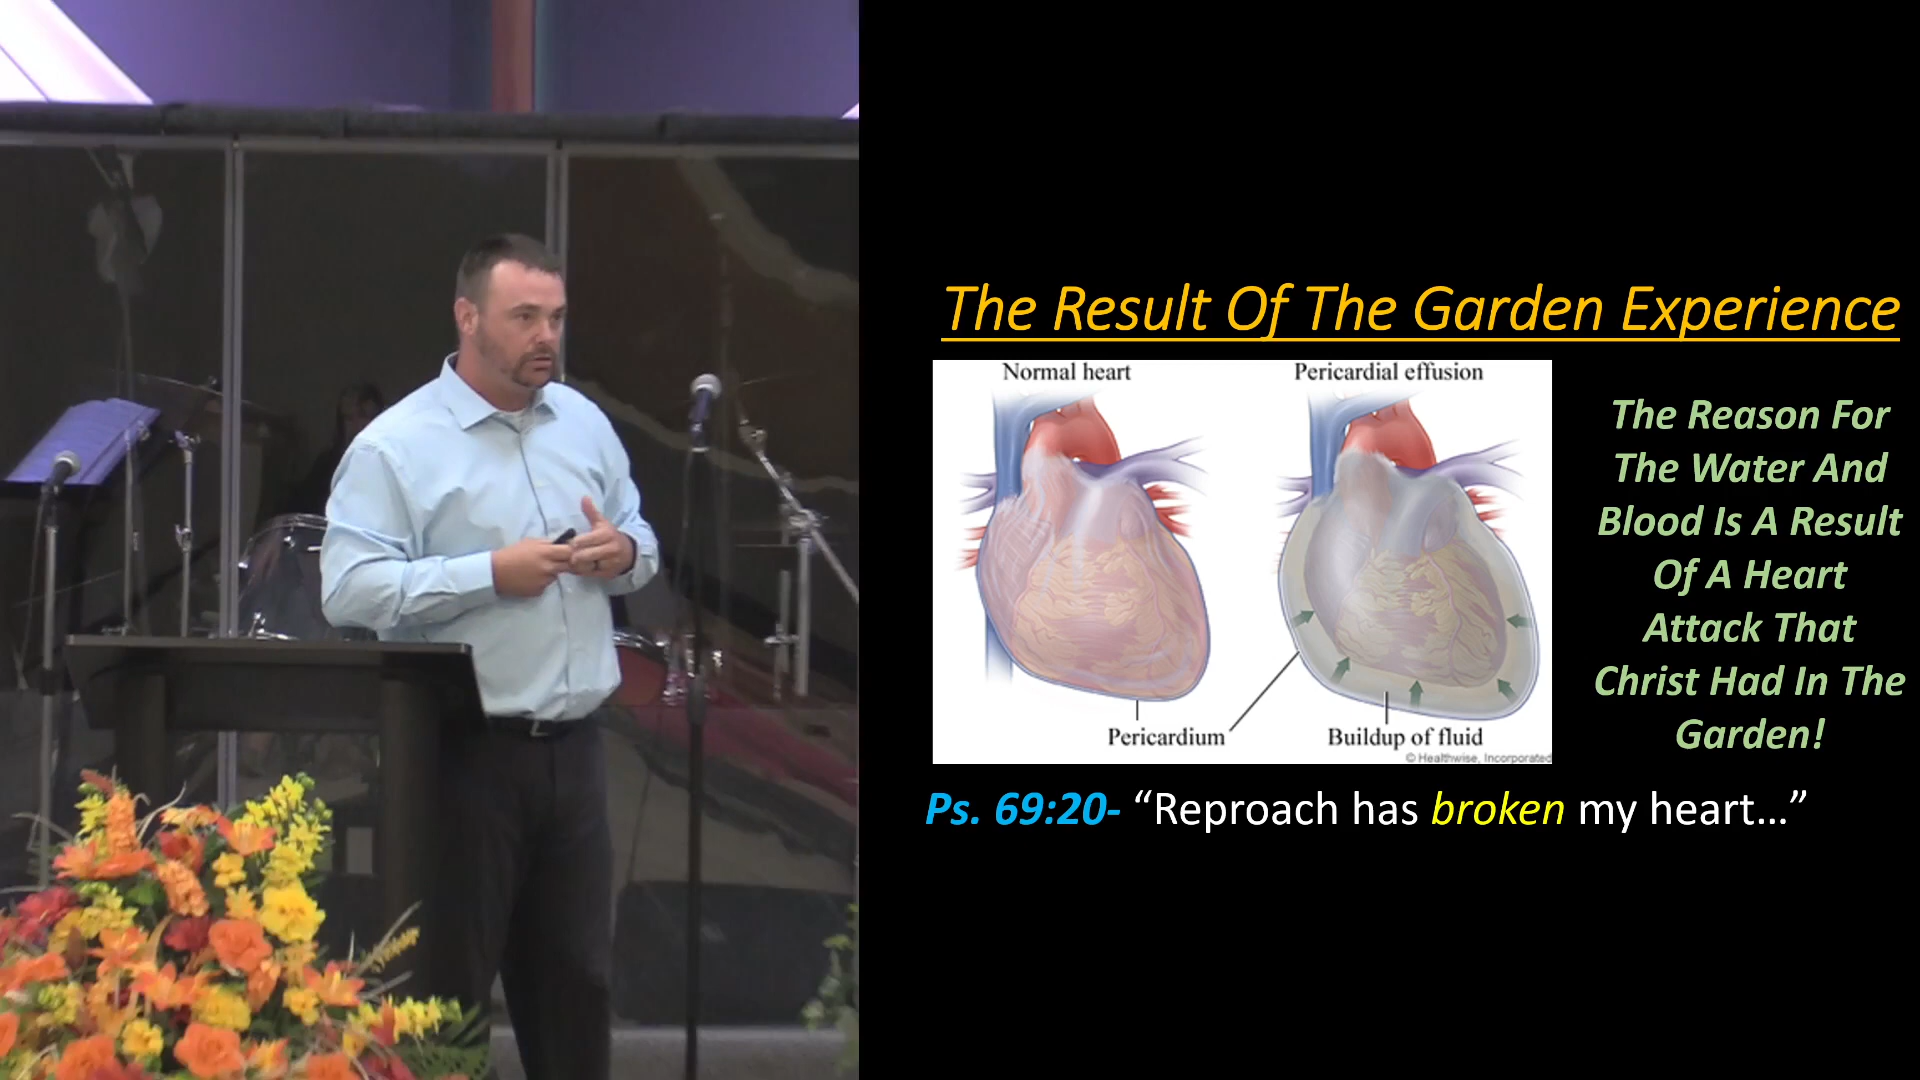 The Result Of The Garden Experience
Normal heart
Pericardial effusion
Pericardium
Buildup of fluid
© Healthwise, Incorporated
The Reason For
The Water And
Blood Is A Result
Of A Heart
Attack That
Christ Had In The
Garden!
Ps. 69:20- “Reproach has broken my heart...”